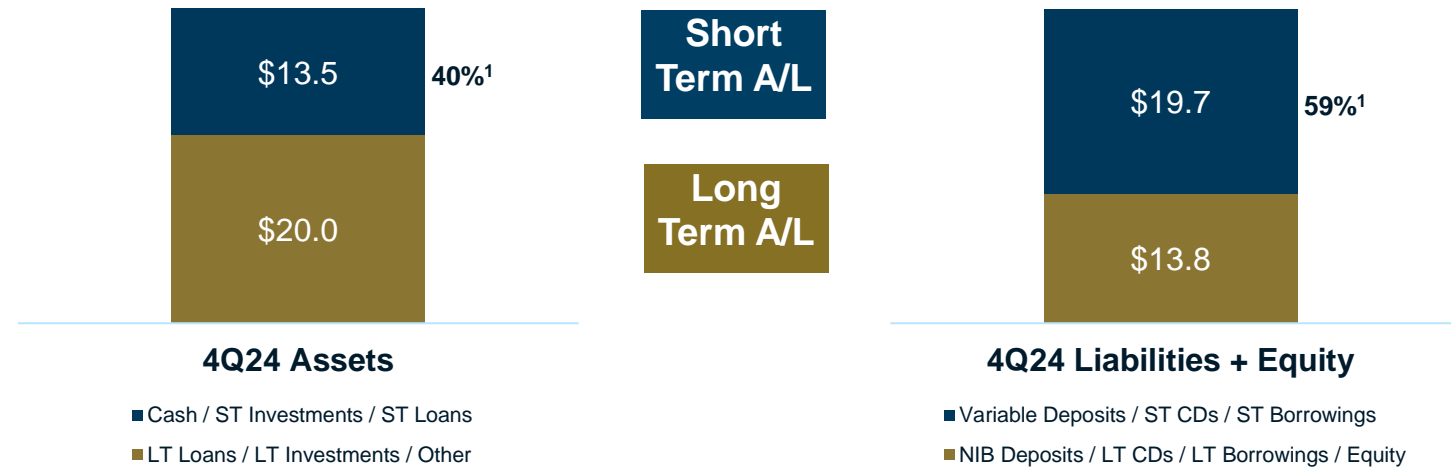 $13.5
40%¹
$20.0
4Q24 Assets
■ Cash / ST Investments / ST Loans
■ LT Loans / LT Investments / Other
Short
Term A/L
Long
Term A/L
$19.7
59%¹
$13.8
4Q24 Liabilities + Equity
■ Variable Deposits / ST CDs / ST Borrowings
■ NIB Deposits / LT CDs / LT Borrowings / Equity